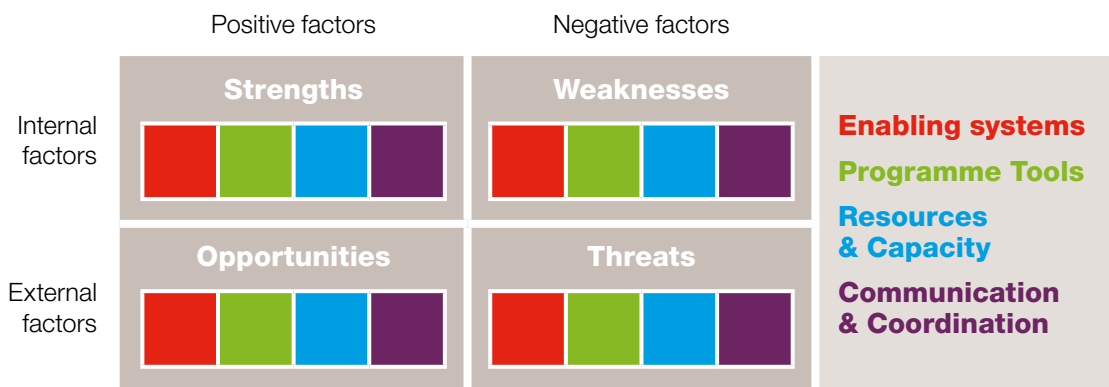 Positive factors
Negative factors
Internal
factors
Strengths
Weaknesses
External
factors
Opportunities
Threats
Enabling systems
Programme Tools
Resources
& Capacity
Communication
& Coordination